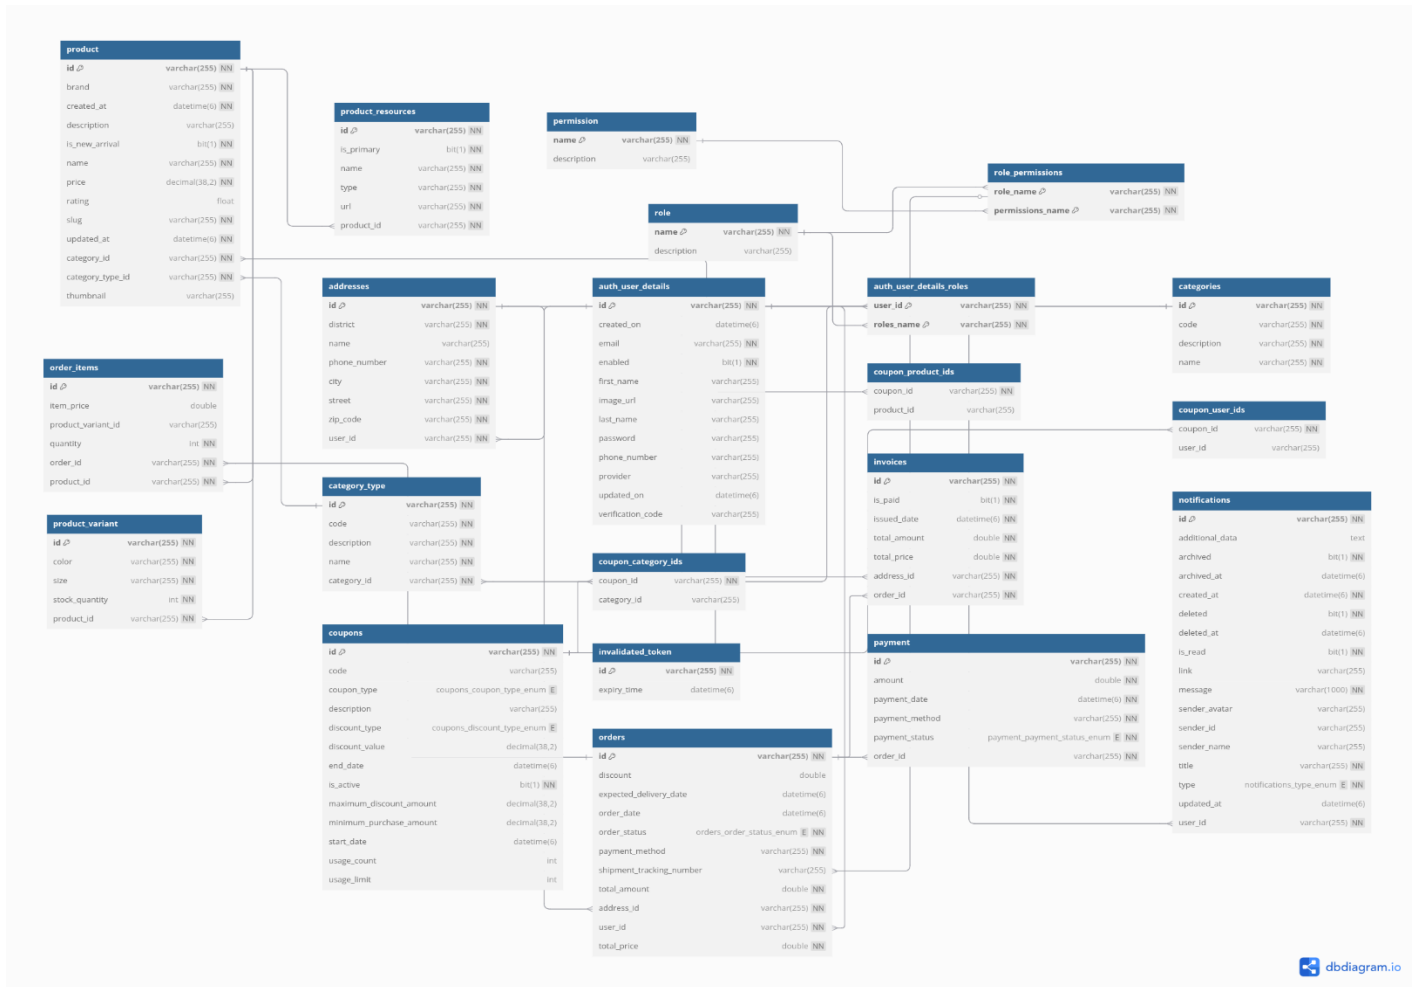 product
id varchar(255) NN
brand varchar(255) NN
created_at datetime(6) NN
description varchar(255)
is_new_arrival bit(1) NN
name varchar(255) NN
price decimal(38,2) NN
rating float
slug varchar(255) NN
updated_at datetime(6) NN
category_id varchar(255) NN
category_type_id varchar(255) NN
thumbnail varchar(255)
product_resources
id varchar(255) NN
is_primary bit(1) NN
name varchar(255) NN
type varchar(255) NN
url varchar(255) NN
product_id varchar(255) NN
permission
name varchar(255) NN
description varchar(255)
role_permissions
role_name varchar(255) NN
permissions_name varchar(255) NN
role
name varchar(255) NN
description varchar(255)
addresses
id varchar(255) NN
district varchar(255) NN
name varchar(255)
phone_number varchar(255) NN
city varchar(255) NN
street varchar(255) NN
zip_code varchar(255) NN
user_id varchar(255) NN
auth_user_details
id varchar(255) NN
created_on datetime(6)
email varchar(255) NN
enabled bit(1) NN
first_name varchar(255)
image_url varchar(255)
last_name varchar(255)
password varchar(255)
phone_number varchar(255)
provider varchar(255)
updated_on datetime(6)
verification_code varchar(255)
auth_user_details_roles
user_id varchar(255) NN
roles_name varchar(255) NN
categories
id varchar(255) NN
code varchar(255) NN
description varchar(255) NN
name varchar(255) NN
order_items
id varchar(255) NN
item_price double
product_variant_id varchar(255)
quantity int NN
order_id varchar(255) NN
product_id varchar(255) NN
coupon_product_ids
coupon_id varchar(255) NN
product_id varchar(255)
coupon_user_ids
coupon_id varchar(255) NN
user_id varchar(255)
invoices
id varchar(255) NN
is_paid bit(1) NN
issued_date datetime(6) NN
total_amount double NN
total_price double NN
address_id varchar(255) NN
order_id varchar(255) NN
category_type
id varchar(255) NN
code varchar(255) NN
description varchar(255) NN
name varchar(255) NN
category_id varchar(255) NN
notifications
id varchar(255) NN
additional_data text
archived bit(1) NN
archived_at datetime(6)
created_at datetime(6) NN
deleted bit(1) NN
deleted_at datetime(6)
is_read bit(1) NN
link varchar(255)
message varchar(1000) NN
sender_avatar varchar(255)
sender_id varchar(255)
sender_name varchar(255)
title varchar(255) NN
type notifications_type_enum E NN
updated_at datetime(6)
user_id varchar(255) NN
product_variant
id varchar(255) NN
color varchar(255) NN
size varchar(255) NN
stock_quantity int NN
product_id varchar(255) NN
coupon_category_ids
coupon_id varchar(255) NN
category_id varchar(255)
coupons
id varchar(255) NN
code varchar(255)
coupon_type coupons_coupon_type_enum E
description varchar(255)
discount_type coupons_discount_type_enum E
discount_value decimal(38,2)
end_date datetime(6)
is_active bit(1) NN
maximum_discount_amount decimal(38,2)
minimum_purchase_amount decimal(38,2)
start_date datetime(6)
usage_count int
usage_limit int
invalidated_token
id varchar(255) NN
expiry_time datetime(6)
payment
id varchar(255) NN
amount double NN
payment_date datetime(6) NN
payment_method varchar(255) NN
payment_status payment_payment_status_enum E NN
order_id varchar(255) NN
orders
id varchar(255) NN
discount double
expected_delivery_date datetime(6)
order_date datetime(6)
order_status orders_order_status_enum E NN
payment_method varchar(255) NN
shipment_tracking_number varchar(255)
total_amount double NN
address_id varchar(255) NN
user_id varchar(255) NN
total_price double NN
dbdiagram.io